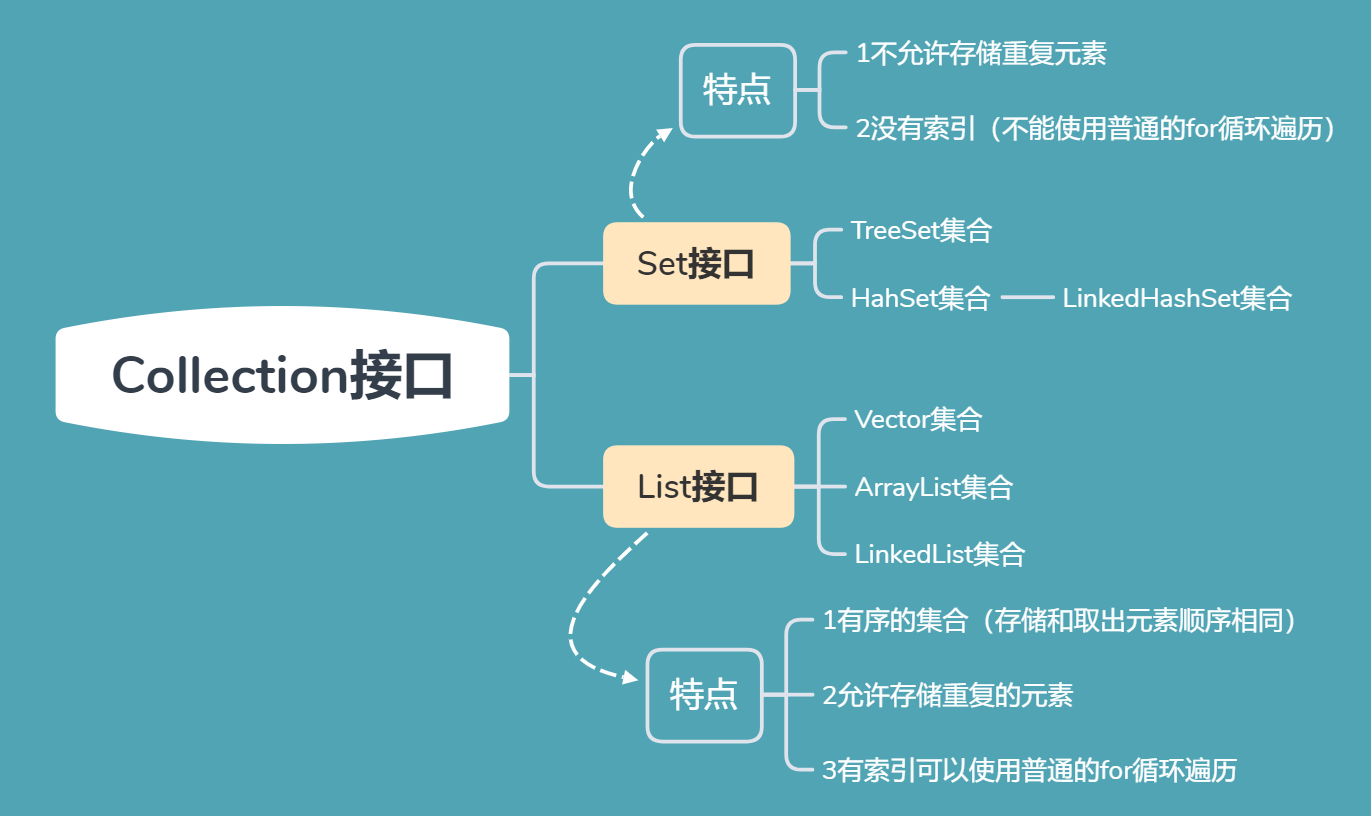 1不允许存储重复元素
特点
2没有索引（不能使用普通的for循环遍历）
TreeSet集合
Set接口
HahSet集合
LinkedHashSet集合
Collection接口
Vector集合
List接口
ArrayList集合
LinkedList集合
1有序的集合（存储和取出元素顺序相同）
特点
2允许存储重复的元素
3有索引可以使用普通的for循环遍历